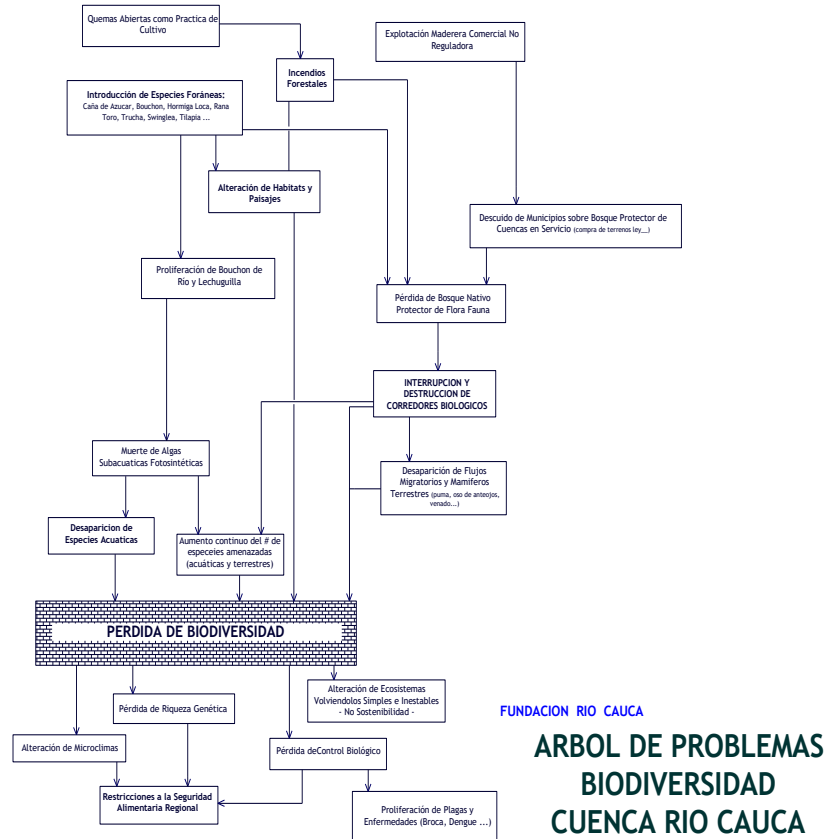 Quemas Abiertas como Practica de
Cultivo
Explotación Maderera Comercial No
Reguladora
Incendios
Forestales
Introducción de Especies Foráneas:
Caña de Azucar, Bouchon, Hormiga Loca, Rana
Toro, Trucha, Swinglea, Tilapia ...
Alteración de Habitats y
Paisajes
Descuido de Municipios sobre Bosque Protector de
Cuencas en Servicio (compra de terrenos ley__)
Proliferación de Bouchon de
Río y Lechuguilla
Pérdida de Bosque Nativo
Protector de Flora Fauna
INTERRUPCION Y
DESTRUCCION DE
CORREDORES BIOLOGICOS
Muerte de Algas
Subacuaticas Fotosintéticas
Desaparición de Flujos
Migratorios y Mamíferos
Terrestres (puma, oso de anteojos,
venado...)
Desaparicion de
Especies Acuaticas
Aumento continuo del # de
especeies amenazadas
(acuáticas y terrestres)
PERDIDA DE BIODIVERSIDAD
Alteración de Ecosistemas
Volviendolos Simples e Inestables
- No Sostenibilidad -
Pérdida de Riqueza Genética
FUNDACION RIO CAUCA
Alteración de Microclimas
Pérdida deControl Biológico
ARBOL DE PROBLEMAS
BIODIVERSIDAD
CUENCA RIO CAUCA
Restricciones a la Seguridad
Alimentaria Regional
Proliferación de Plagas y
Enfermedades (Broca, Dengue ...)